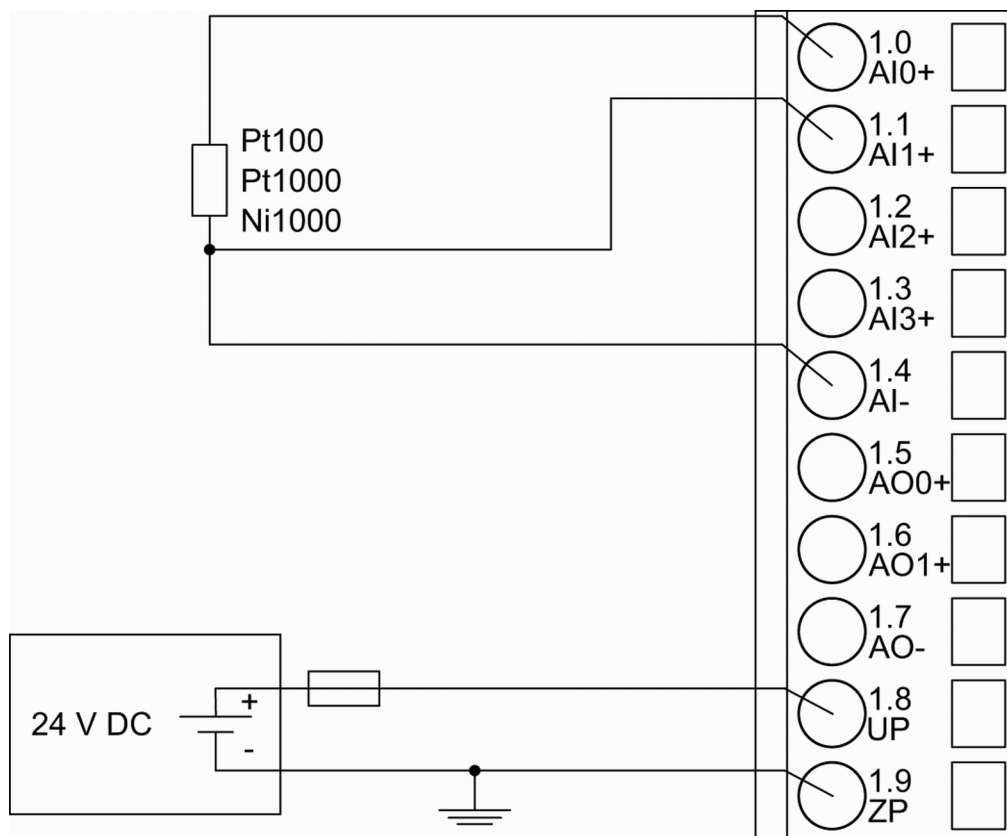 1.0
AI0+
1.1
AI1+
Pt100
Pt1000
Ni1000
1.2
AI2+
1.3
AI3+
1.4
AI-
1.5
AO0+
1.6
AO1+
1.7
AO-
24 V DC
+
-
1.8
UP
1.9
ZP